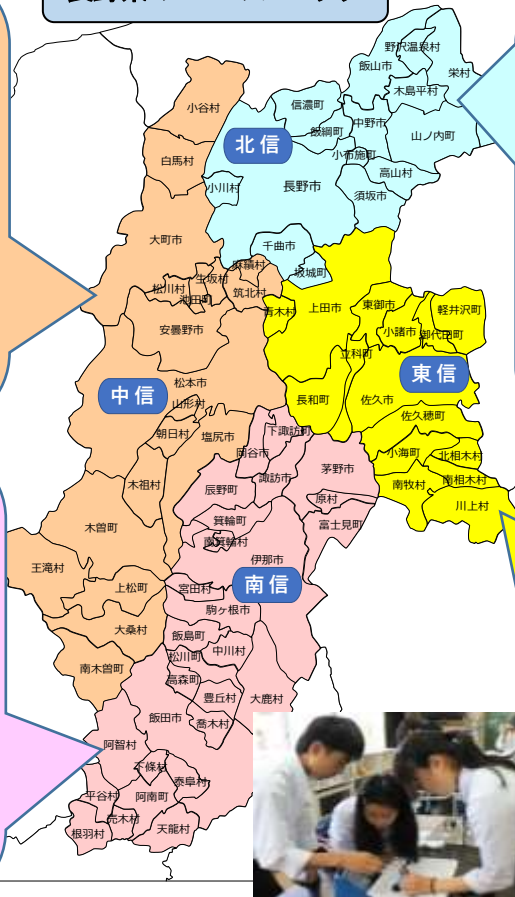 野沢温泉村
飯山市
栄村
木島平村
小谷村
信濃町
中野市
飯綱町
山ノ内町
北信
小布施町
白馬村
高山村
小川村
長野市
須坂市
大町市
千曲市
麻績村
坂城町
生坂村
松川村
池田町
筑北村
青木村
上田市
東御市
軽井沢町
安曇野市
小諸市
御代田町
立科町
東信
松本市
中信
山形村
長和町
佐久市
佐久穂町
朝日村
塩尻市
下諏訪町
岡谷市
小海町
北相木村
茅野市
諏訪市
南相木村
木祖村
辰野町
原村
南牧村
川上村
箕輪町
富士見町
木曽町
南箕輪村
伊那市
王滝村
南信
上松町
宮田村
駒ヶ根市
大桑村
飯島町
中川村
松川町
南木曽町
高森町
豊丘村
大鹿村
飯田市
喬木村
阿智村
下條村
泰阜村
平谷村
阿南町
売木村
天龍村
根羽村